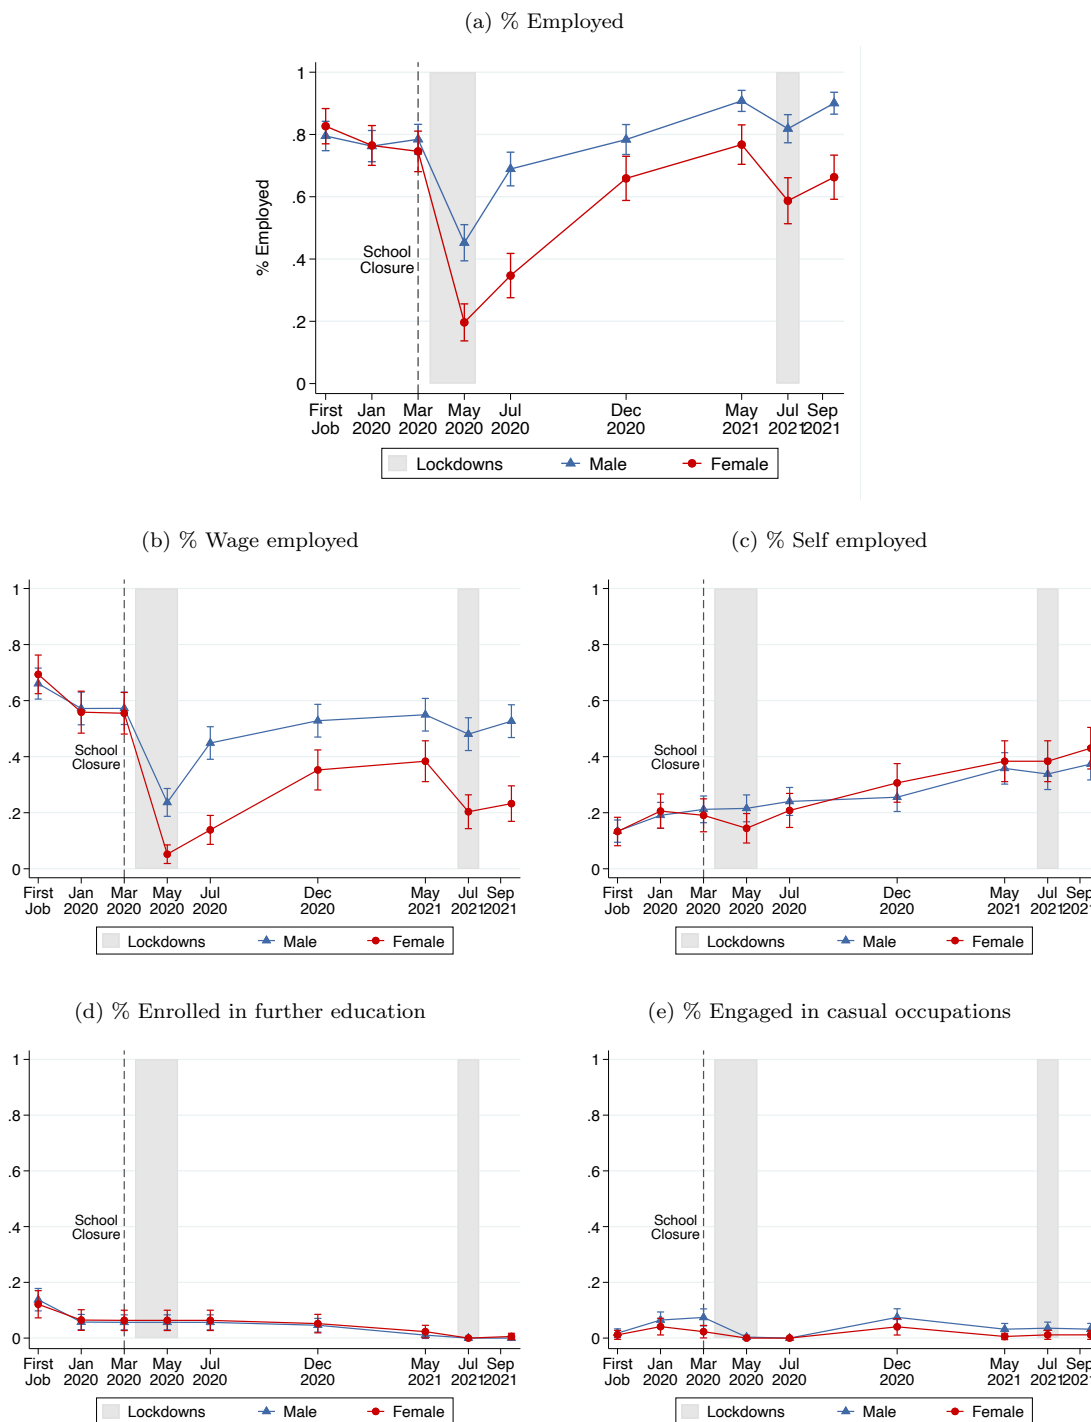 (a) % Employed
1
.8
.6
.4
.2
0
% Employed
School
Closure
First Jan Mar May Jul Dec May Jul Sep
Job 2020 2020 2020 2020 2020 2021 2021 2021
Lockdowns Male Female
(b) % Wage employed
1
.8
.6
.4
.2
0
School
Closure
First Jan Mar May Jul Dec May Jul Sep
Job 2020 2020 2020 2020 2020 2021 2021 2021
Lockdowns Male Female
(c) % Self employed
1
.8
.6
.4
.2
0
School
Closure
First Jan Mar May Jul Dec May Jul Sep
Job 2020 2020 2020 2020 2020 2021 2021 2021
Lockdowns Male Female
(d) % Enrolled in further education
1
.8
.6
.4
.2
0
School
Closure
First Jan Mar May Jul Dec May Jul Sep
Job 2020 2020 2020 2020 2020 2021 2021 2021
Lockdowns Male Female
(e) % Engaged in casual occupations
1
.8
.6
.4
.2
0
School
Closure
First Jan Mar May Jul Dec May Jul Sep
Job 2020 2020 2020 2020 2020 2021 2021 2021
Lockdowns Male Female